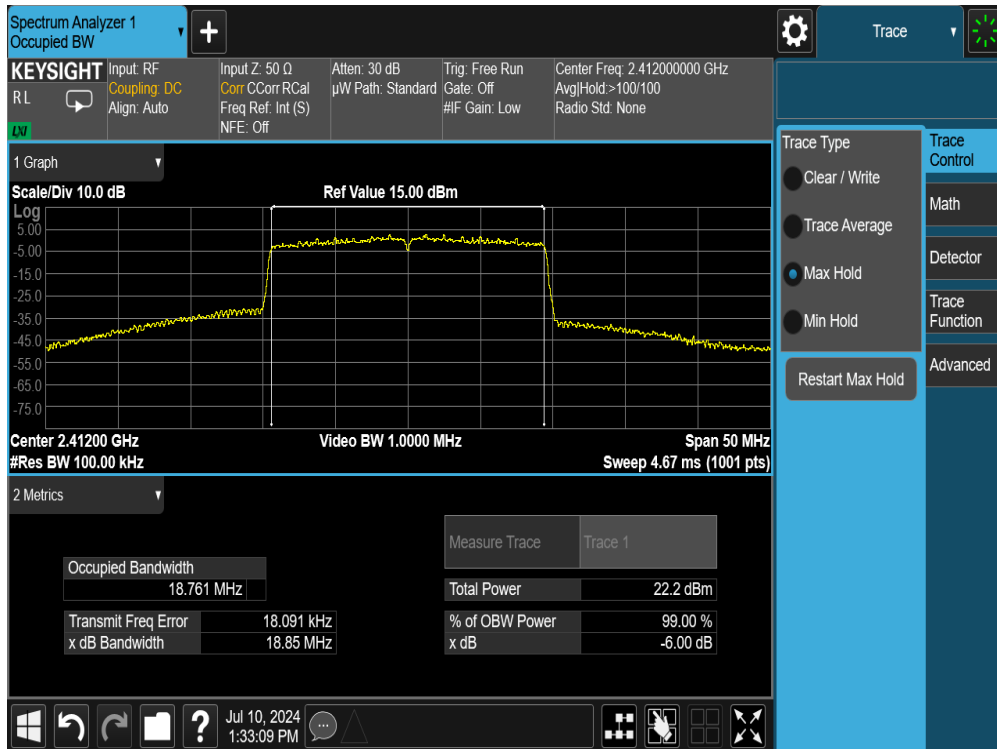 Spectrum Analyzer 1
Occupied BW
+
Trace
KEYSIGHT
R L
LXI
Input: RF
Coupling: DC
Align: Auto
Input Z: 50 Ω
Corr CCorr RCal
Freq Ref: Int (S)
NFE: Off
Atten: 30 dB
µW Path: Standard
Trig: Free Run
Gate: Off
#IF Gain: Low
Center Freq: 2.412000000 GHz
Avg|Hold:>100/100
Radio Std: None
1 Graph
Scale/Div 10.0 dB
Ref Value 15.00 dBm
Log
5.00
-5.00
-15.0
-25.0
-35.0
-45.0
-55.0
-65.0
-75.0
Center 2.41200 GHz
Video BW 1.0000 MHz
Span 50 MHz
#Res BW 100.00 kHz
Sweep 4.67 ms (1001 pts)
2 Metrics
Measure Trace
Trace 1
Occupied Bandwidth
18.761 MHz
Total Power
22.2 dBm
Transmit Freq Error
18.091 kHz
% of OBW Power
99.00 %
x dB Bandwidth
18.85 MHz
x dB
-6.00 dB
Trace Type
Clear / Write
Trace Average
Max Hold
Min Hold
Restart Max Hold
Trace
Control
Math
Detector
Trace
Function
Advanced
?
Jul 10, 2024
1:33:09 PM